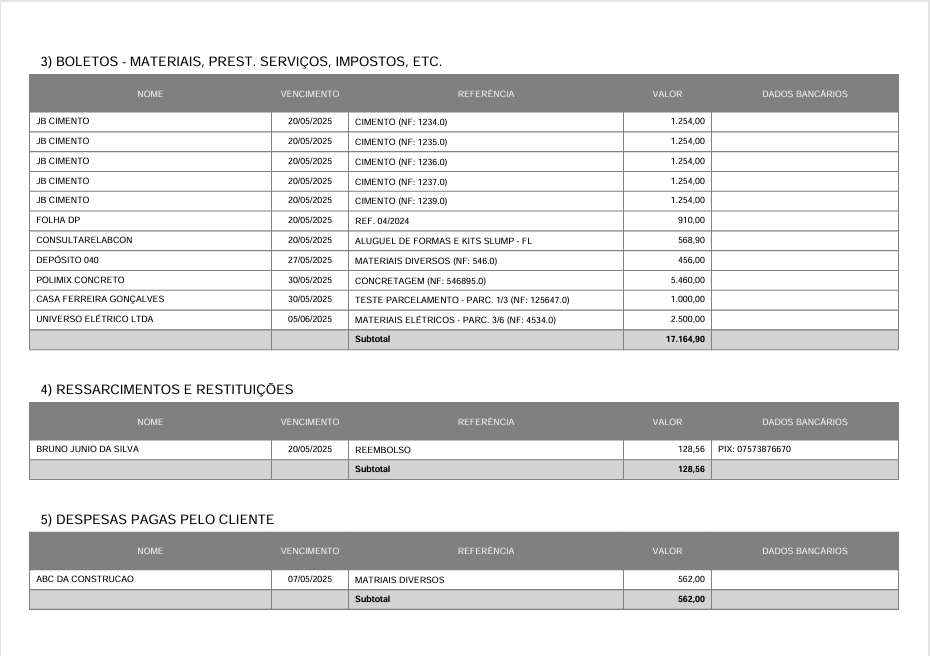 3) BOLETOS - MATERIAIS, PREST. SERVIÇOS, IMPOSTOS, ETC.
NOME VENCIMENTO REFERÊNCIA VALOR DADOS BANCÁRIOS
JB CIMENTO 20/05/2025 CIMENTO (NF: 1234.0) 1.254,00
JB CIMENTO 20/05/2025 CIMENTO (NF: 1235.0) 1.254,00
JB CIMENTO 20/05/2025 CIMENTO (NF: 1236.0) 1.254,00
JB CIMENTO 20/05/2025 CIMENTO (NF: 1237.0) 1.254,00
JB CIMENTO 20/05/2025 CIMENTO (NF: 1239.0) 1.254,00
FOLHA DP 20/05/2025 REF. 04/2024 910,00
CONSULTARELABCON 20/05/2025 ALUGUEL DE FORMAS E KITS SLUMP - FL 568,90
DEPÓSITO 040 27/05/2025 MATERIAIS DIVERSOS (NF: 546.0) 456,00
POLIMIX CONCRETO 30/05/2025 CONCRETAGEM (NF: 546895.0) 5.460,00
CASA FERREIRA GONÇALVES 30/05/2025 TESTE PARCELAMENTO - PARC. 1/3 (NF: 125647.0) 1.000,00
UNIVERSO ELÉTRICO LTDA 05/06/2025 MATERIAIS ELÉTRICOS - PARC. 3/6 (NF: 4534.0) 2.500,00
Subtotal 17.164,90
4) RESSARCIMENTOS E RESTITUIÇÕES
NOME VENCIMENTO REFERÊNCIA VALOR DADOS BANCÁRIOS
BRUNO JUNIO DA SILVA 20/05/2025 REEMBOLSO 128,56 PIX: 07573876670
Subtotal 128,56
5) DESPESAS PAGAS PELO CLIENTE
NOME VENCIMENTO REFERÊNCIA VALOR DADOS BANCÁRIOS
ABC DA CONSTRUCAO 07/05/2025 MATRIAIS DIVERSOS 562,00
Subtotal 562,00